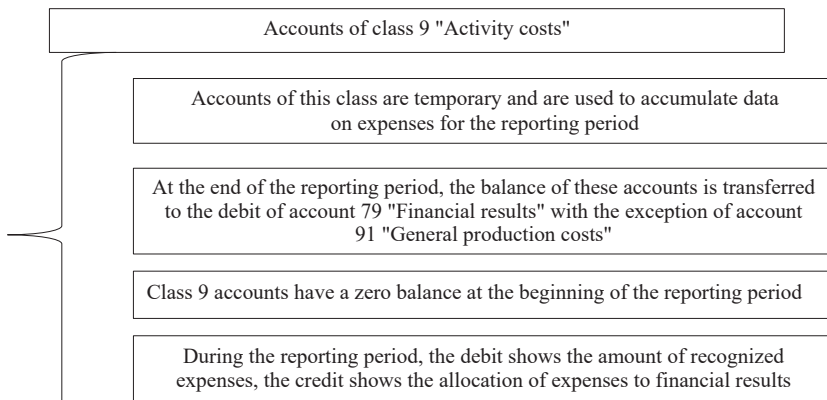 Accounts of class 9 "Activity costs"
Accounts of this class are temporary and are used to accumulate data
on expenses for the reporting period
At the end of the reporting period, the balance of these accounts is transferred
to the debit of account 79 "Financial results" with the exception of account
91 "General production costs"
Class 9 accounts have a zero balance at the beginning of the reporting period
During the reporting period, the debit shows the amount of recognized
expenses, the credit shows the allocation of expenses to financial results